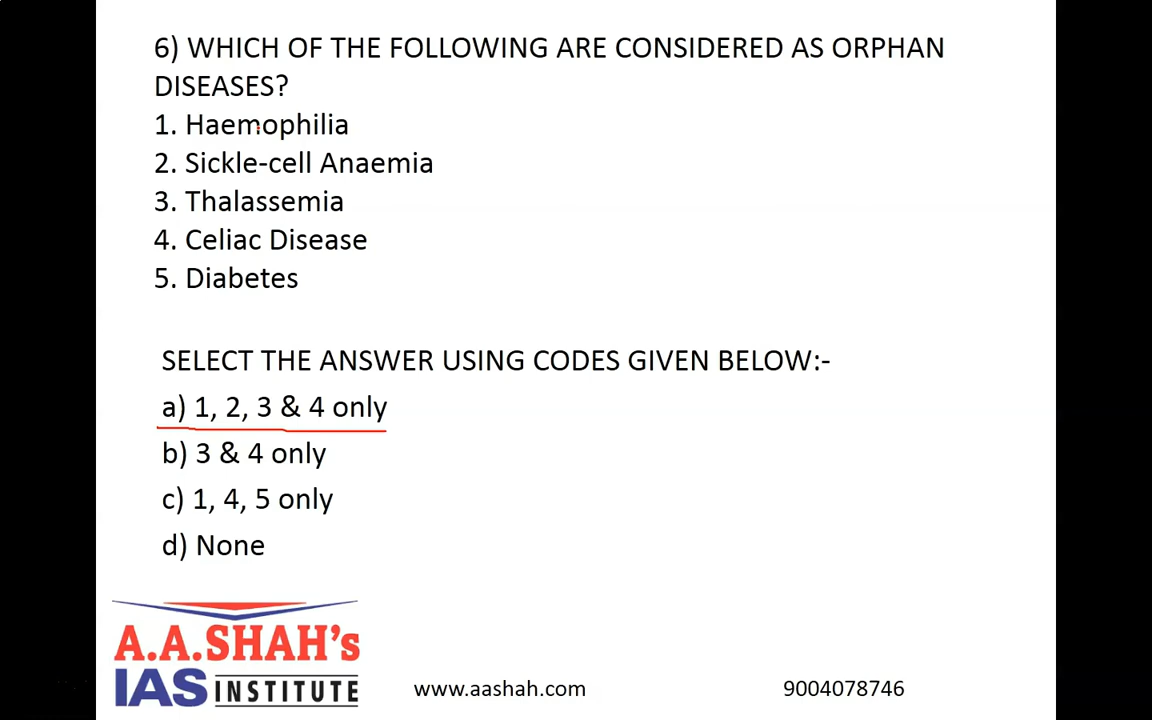 6) WHICH OF THE FOLLOWING ARE CONSIDERED AS ORPHAN
DISEASES?
1. Haemophilia
2. Sickle-cell Anaemia
3. Thalassemia
4. Celiac Disease
5. Diabetes
SELECT THE ANSWER USING CODES GIVEN BELOW:-
a) 1, 2, 3 & 4 only
b) 3 & 4 only
c) 1, 4, 5 only
d) None
A.A.SHAH's
IAS INSTITUTE
www.aashah.com
9004078746